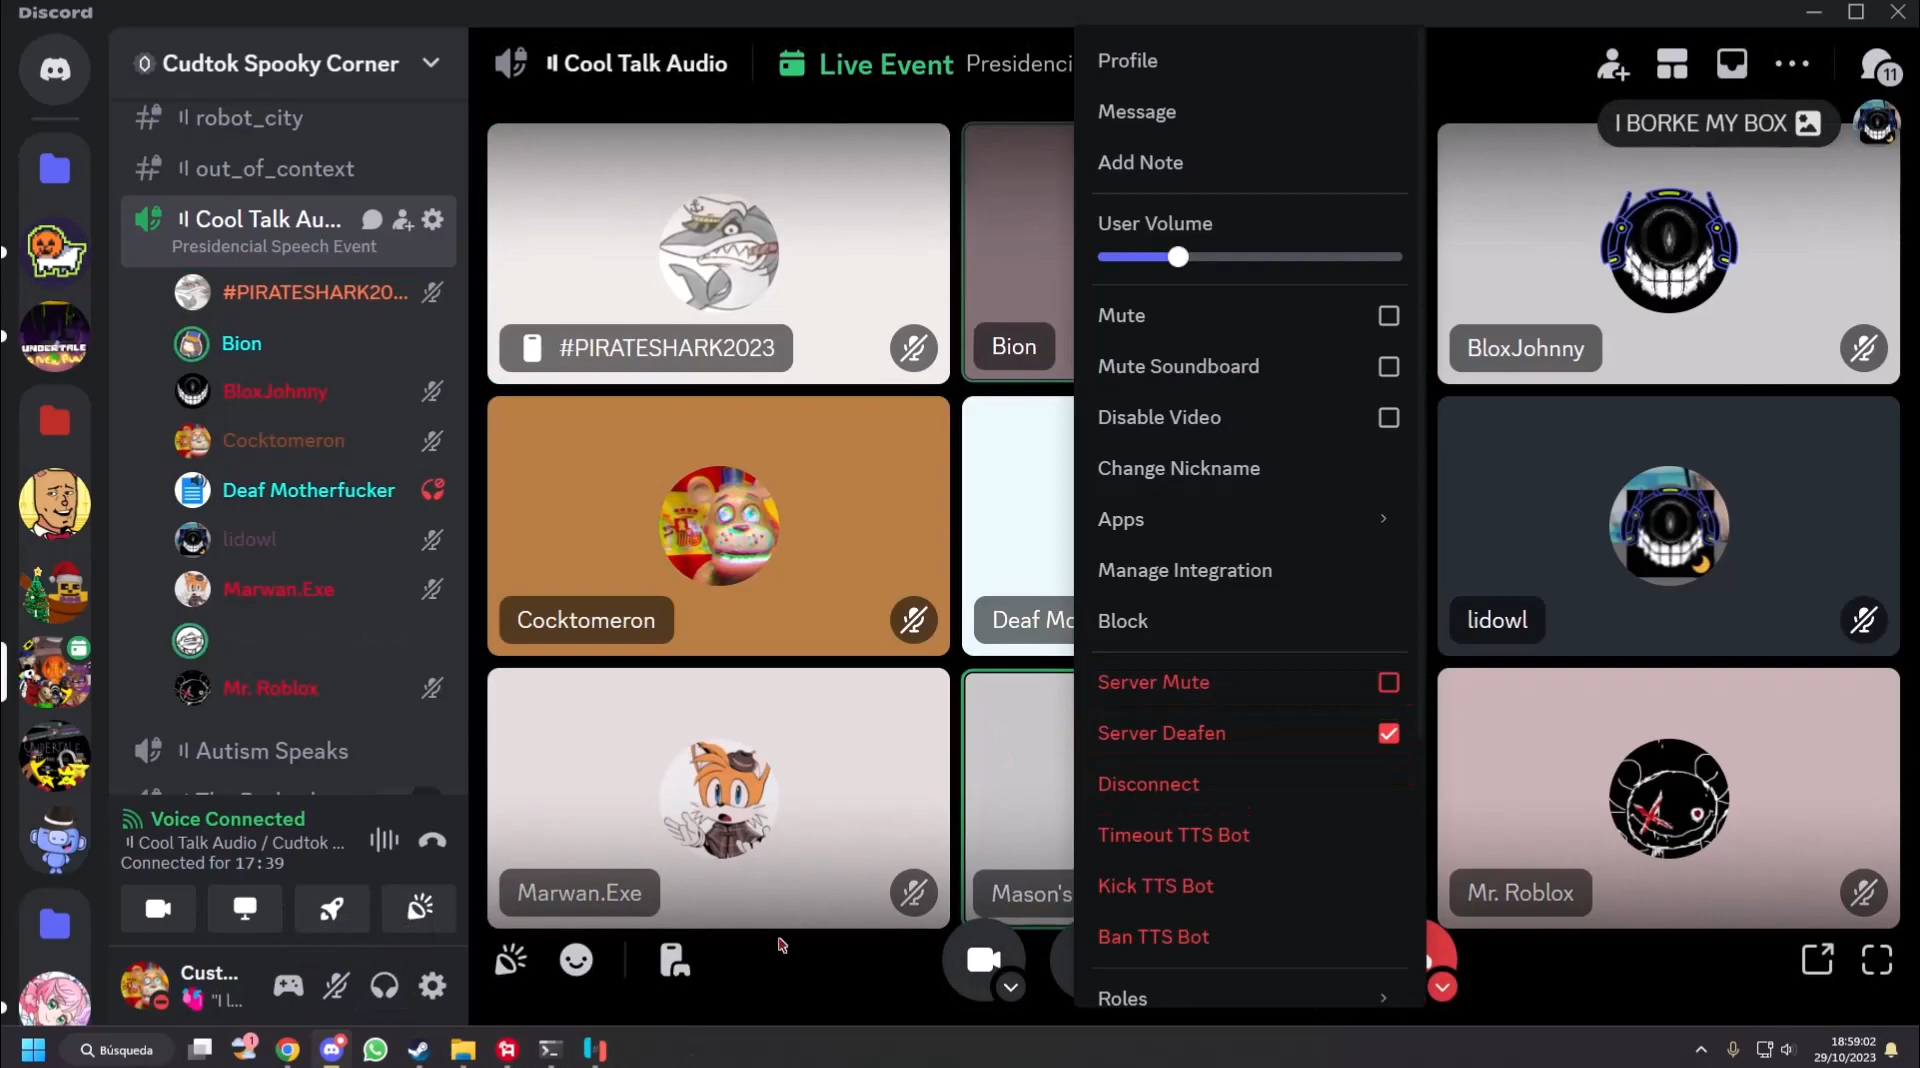 Discord
Cudtok Spooky Corner
robot_city
out_of_context
Cool Talk Au...
Presidencial Speech Event
#PIRATESHARK20...
Bion
BloxJohnny
Cocktomeron
Deaf Motherfucker
lidowl
Marwan.Exe
Mr. Roblox
Autism Speaks
Voice Connected
Cool Talk Audio / Cudtok ...
Connected for 17:39
Cust...
"I l...
UNDERTALE
Cool Talk Audio
Live Event
Presidenci
11
I BORKE MY BOX
#PIRATESHARK2023
Bion
BloxJohnny
Cocktomeron
Deaf Mo
lidowl
Marwan.Exe
Mason's
Mr. Roblox
Profile
Message
Add Note
User Volume
Mute
Mute Soundboard
Disable Video
Change Nickname
Apps
Manage Integration
Block
Server Mute
Server Deafen
Disconnect
Timeout TTS Bot
Kick TTS Bot
Ban TTS Bot
Roles
Búsqueda
1
18:59:02
29/10/2023